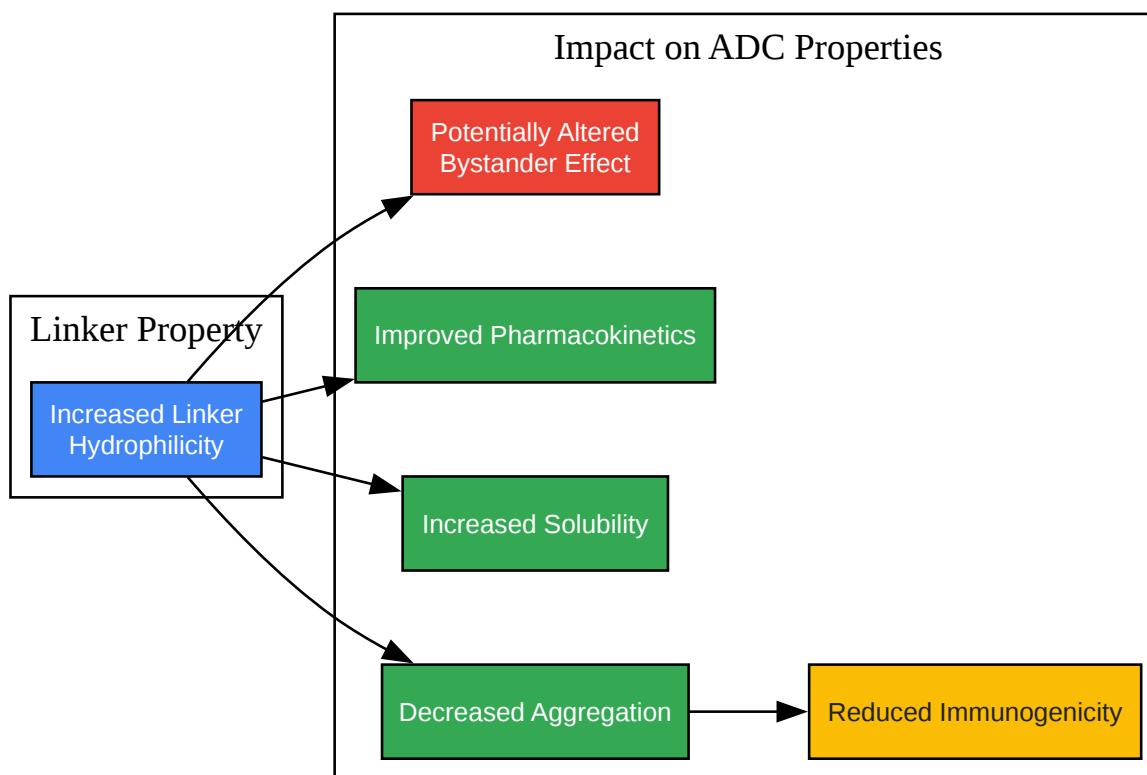 Impact on ADC Properties
Potentially Altered
Bystander Effect
Linker Property
Improved Pharmacokinetics
Increased Linker
Hydrophilicity
Increased Solubility
Decreased Aggregation
Reduced Immunogenicity